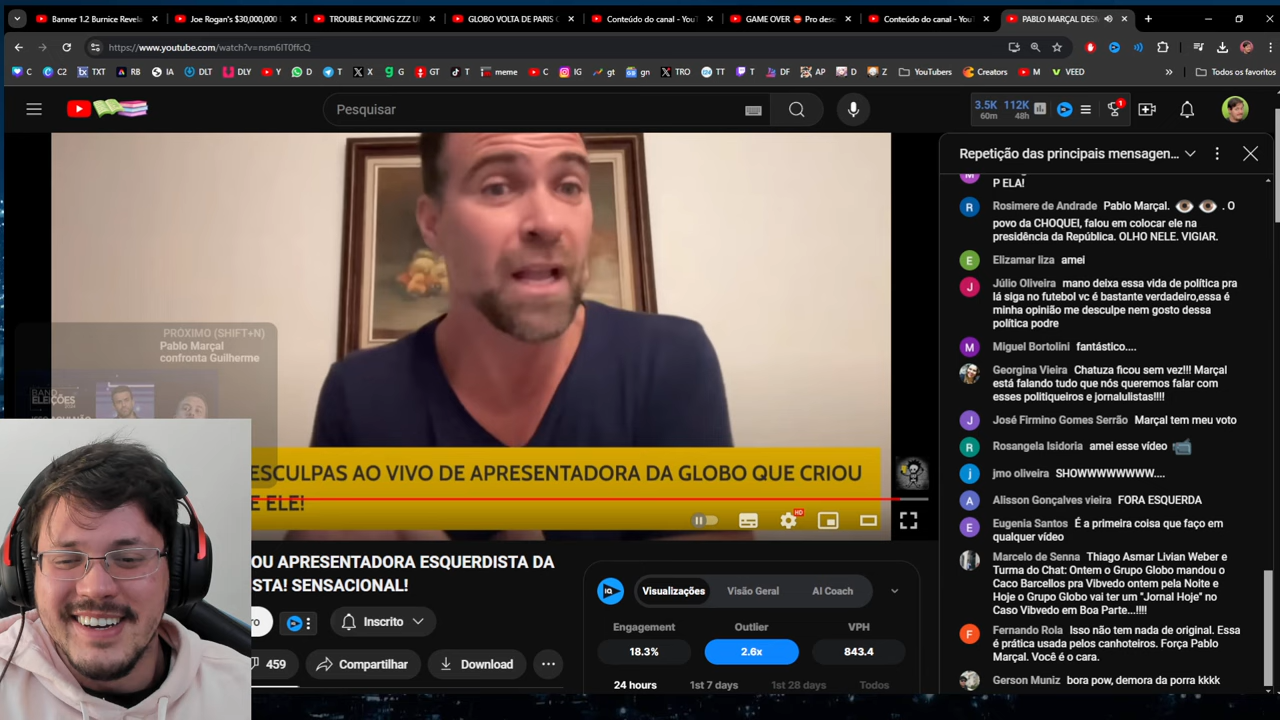 Banner 1.2 Burnice Revela
Joe Rogan's $30,000,000
TROUBLE PICKING ZZZ U
GLOBO VOLTA DE PARIS C
Conteúdo do canal - YouT
GAME OVER ⛔ Pro dese
Conteúdo do canal - YouT
PABLO MARÇAL DESM
https://www.youtube.com/watch?v=nsm6IT0ffcQ
C C2 TXT RB IA DLT DLY Y D T X G GT T meme C IG gt gn TRO TT T DF AP D Z YouTubers Creators M VEED » Todos os favoritos
Pesquisar
3.5K 112K
60m 48h
1
Repetição das principais mensagen...
P ELA!
Rosimere de Andrade Pablo Marçal. 👁 👁 . O
povo da CHOQUEI, falou em colocar ele na
presidência da República. OLHO NELE. VIGIAR.
Elizamar liza amei
Júlio Oliveira mano deixa essa vida de política pra
lá siga no futebol vc é bastante verdadeiro,essa é
minha opinião me desculpe nem gosto dessa
política podre
Miguel Bortolini fantástico....
Georgina Vieira Chatuza ficou sem vez!!! Marçal
está falando tudo que nós queremos falar com
esses politiqueiros e jornalulistas!!!!
José Firmino Gomes Serrão Marçal tem meu voto
Rosangela Isidoria amei esse vídeo 📹
jmo oliveira SHOWWWWWWW....
Alisson Gonçalves vieira FORA ESQUERDA
Eugenia Santos É a primeira coisa que faço em
qualquer vídeo
Marcelo de Senna Thiago Asmar Livian Weber e
Turma do Chat: Ontem o Grupo Globo mandou o
Caco Barcellos pra Vibvedo ontem pela Noite e
Hoje o Grupo Globo vai ter um "Jornal Hoje" no
Caso Vibvedo em Boa Parte...!!!!
Fernando Rola Isso não tem nada de original. Essa
é prática usada pelos canhoteiros. Força Pablo
Marçal. Você é o cara.
Gerson Muniz bora pow, demora da porra kkkk
PRÓXIMO (SHIFT+N)
Pablo Marçal
confronta Guilherme
BAND
ELEIÇÕES
ESCULPAS AO VIVO DE APRESENTADORA DA GLOBO QUE CRIOU
E ELE!
HD
OU APRESENTADORA ESQUERDISTA DA
ISTA! SENSACIONAL!
ro
Inscrito
459
Compartilhar
Download
IQ
Visualizações
Visão Geral
AI Coach
Engagement
Outlier
VPH
18.3%
2.6x
843.4
24 hours
1st 7 days
1st 28 days
Todos